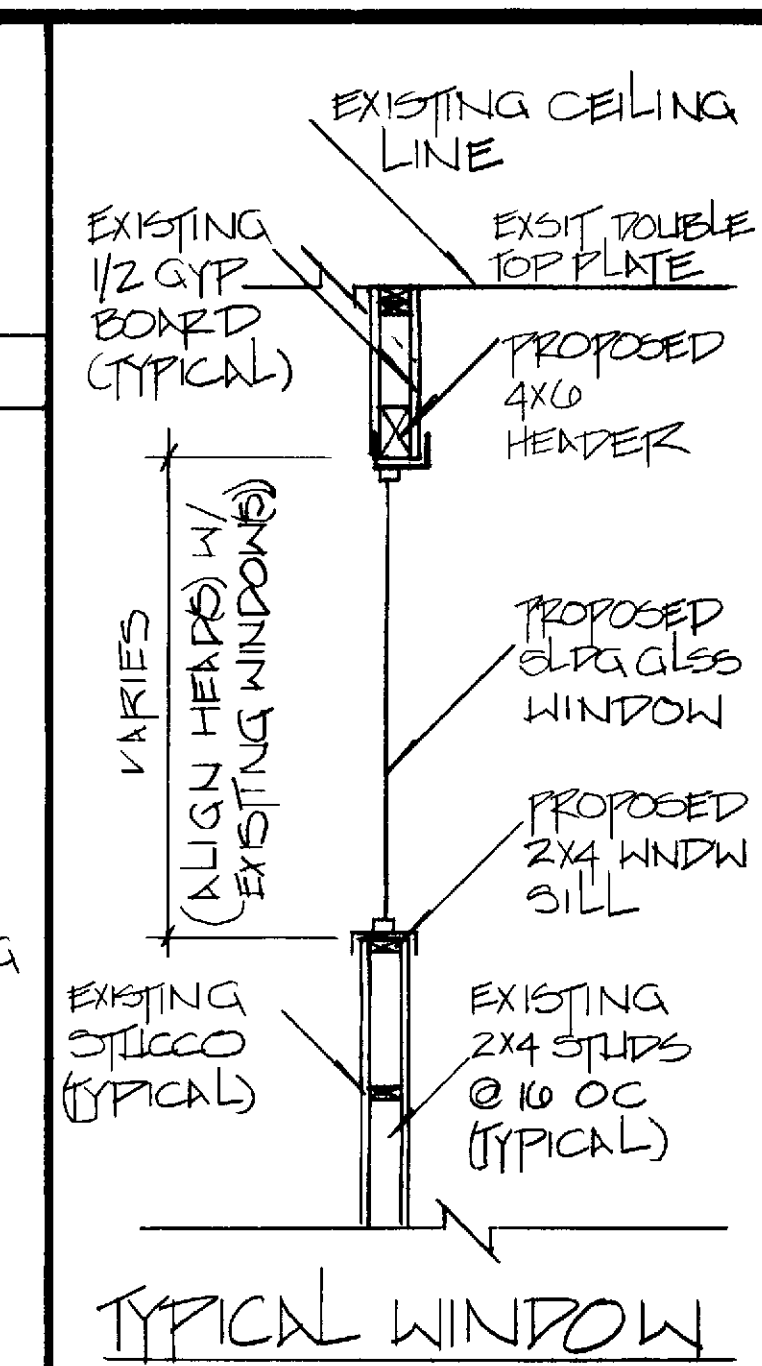 EXISTING CEILING
LINE
EXISTING
1/2 GYP
BOARD
(TYPICAL)
EXSIT DOUBLE
TOP PLATE
PROPOSED
4X6
HEADER
VARIES
(ALIGN HEAD(S) W/
EXISTING WINDOW(S))
PROPOSED
SLDG GLSS
WINDOW
PROPOSED
2X4 WNDW
SILL
G
EXISTING
STUCCO
(TYPICAL)
EXISTING
2X4 STUDS
@ 16 OC
(TYPICAL)
TYPICAL WINDOW